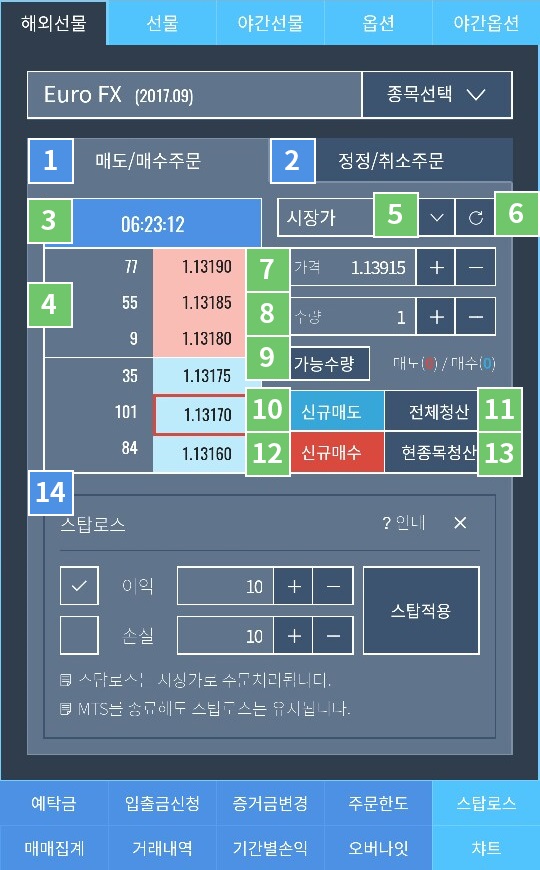 해외선물 선물 야간선물 옵션 야간옵션
Euro FX (2017.09) 종목선택
1 매도/매수주문 2 정정/취소주문
3 06:23:12 시장가 5 6
77 1.13190 7 가격 1.13915 + −
4 55 1.13185 8 수량 1 + −
9 1.13180
35 1.13175 9 가능수량 매도(0) / 매수(0)
101 1.13170 10 신규매도 전체청산 11
84 1.13160 12 신규매수 현종목청산 13
14
스탑로스 ? 안내 ×
이익 10 + −
스탑적용
손실 10 + −
스탑로스는 시장가로 주문처리됩니다.
MTS를 종료해도 스탑로스는 유지됩니다.
예탁금 입출금신청 증거금변경 주문한도 스탑로스
매매집계 거래내역 기간별손익 오버나잇 챠트